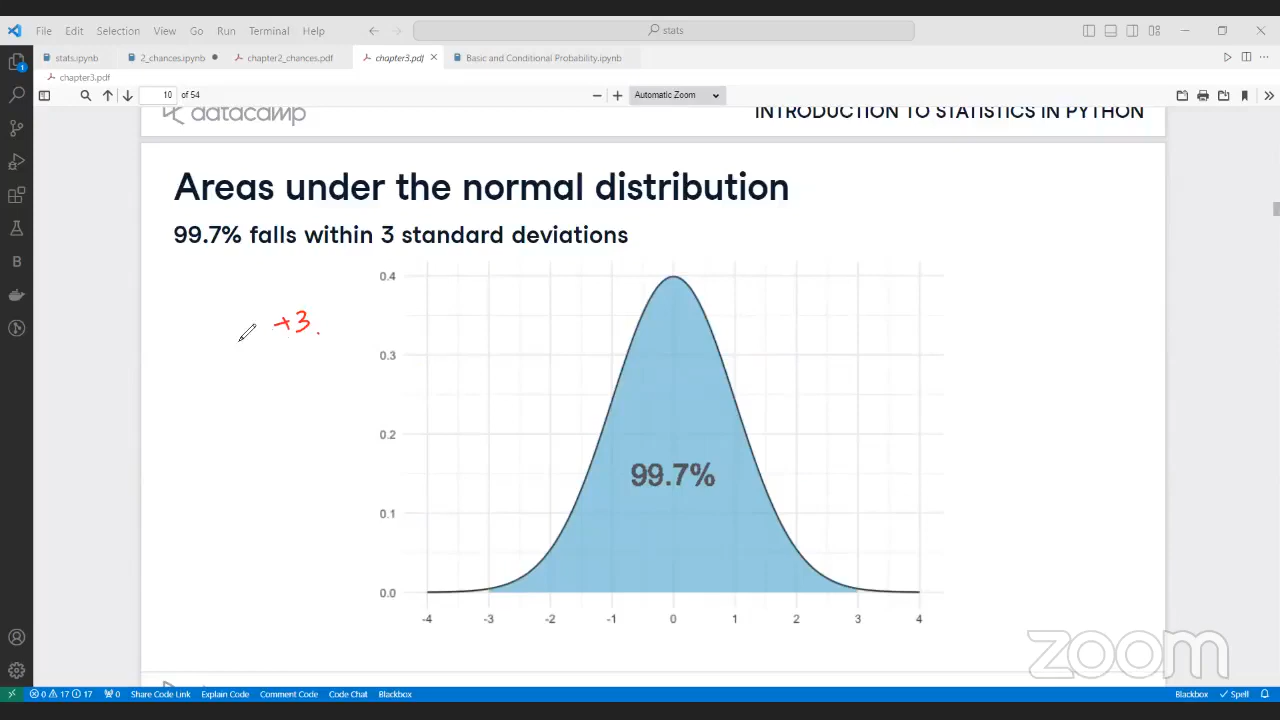 File Edit Selection View Go Run Terminal Help
stats
stats.ipynb
2_chances.ipynb
chapter2_chances.pdf
chapter3.pdf
Basic and Conditional Probability.ipynb
chapter3.pdf
1
10 of 54
Automatic Zoom
datacamp
INTRODUCTION TO STATISTICS IN PYTHON
Areas under the normal distribution
99.7% falls within 3 standard deviations
+3.
0.4
0.3
0.2
0.1
0.0
99.7%
-4 -3 -2 -1 0 1 2 3 4
zoom
0 17 17 0 Share Code Link Explain Code Comment Code Code Chat Blackbox
Blackbox Spell